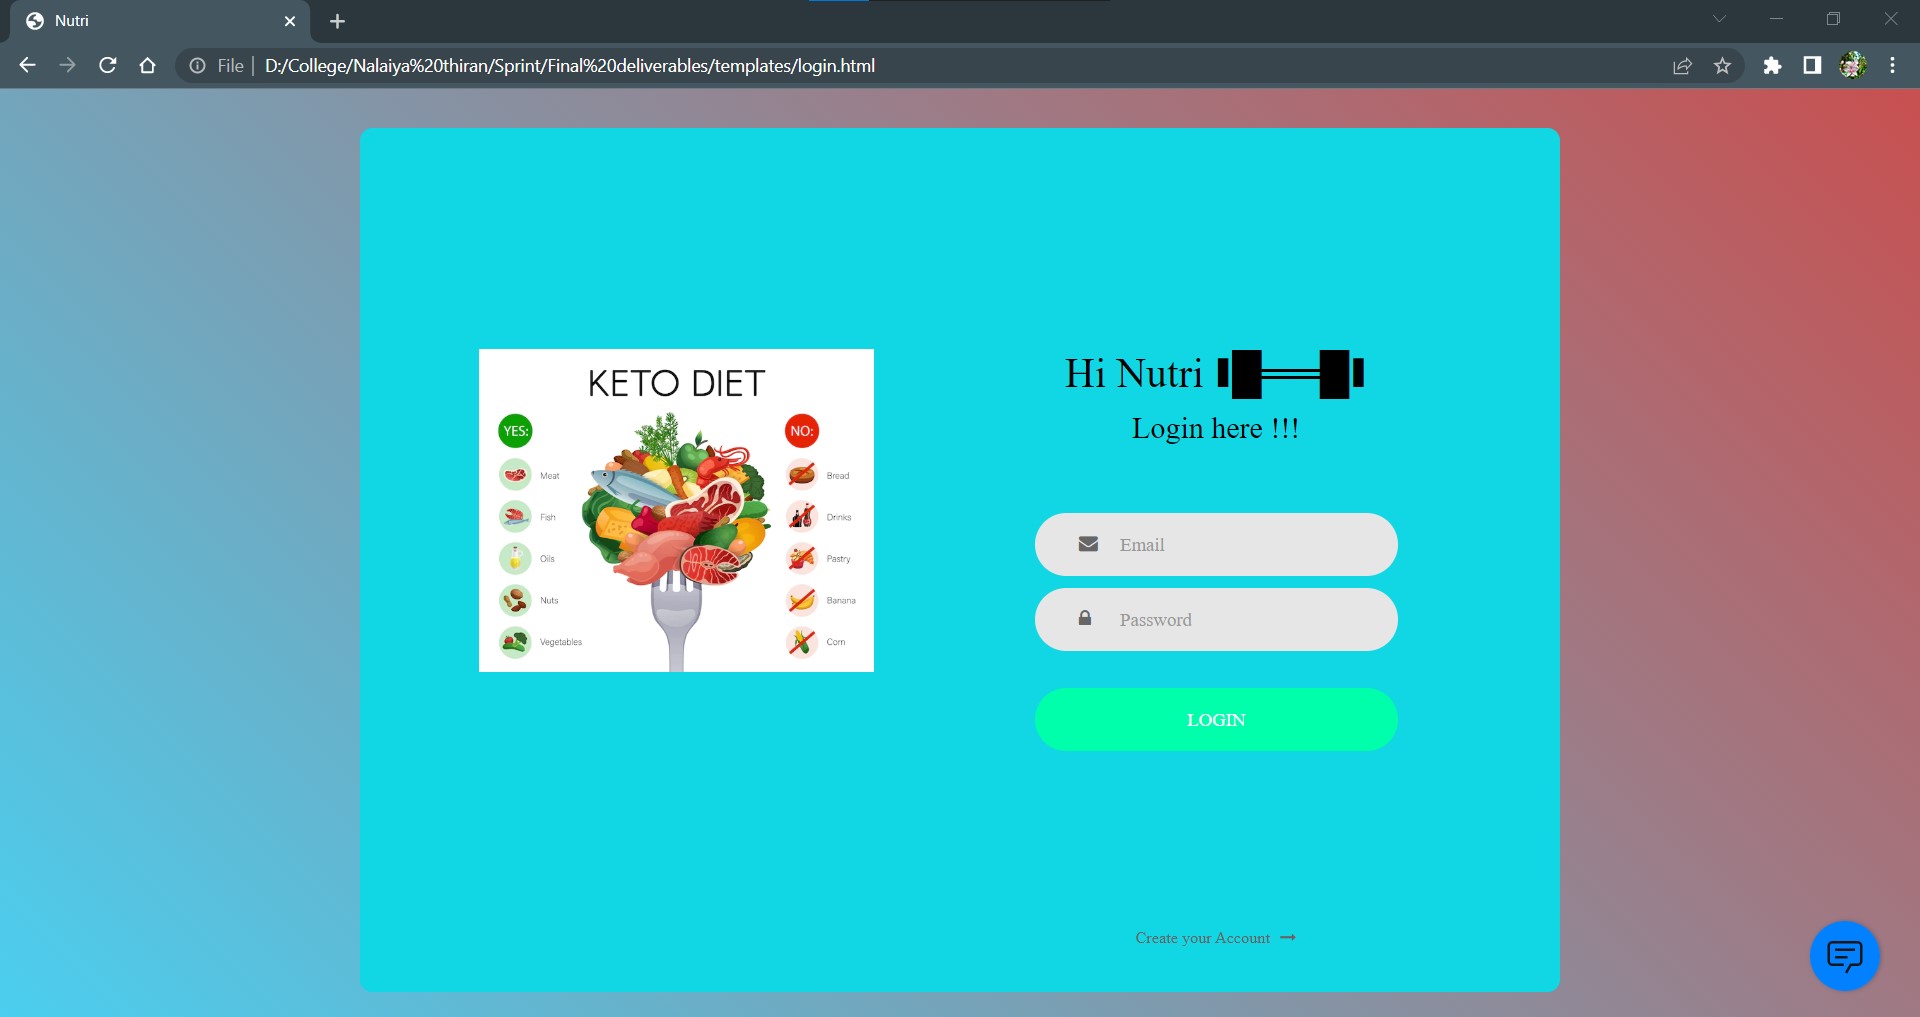 Nutri
File | D:/College/Nalaiya%20thiran/Sprint/Final%20deliverables/templates/login.html
KETO DIET
YES:
Meat
Fish
Oils
Nuts
Vegetables
NO:
Bread
Drinks
Pastry
Banana
Corn
Hi Nutri
Login here !!!
Email
Password
LOGIN
Create your Account